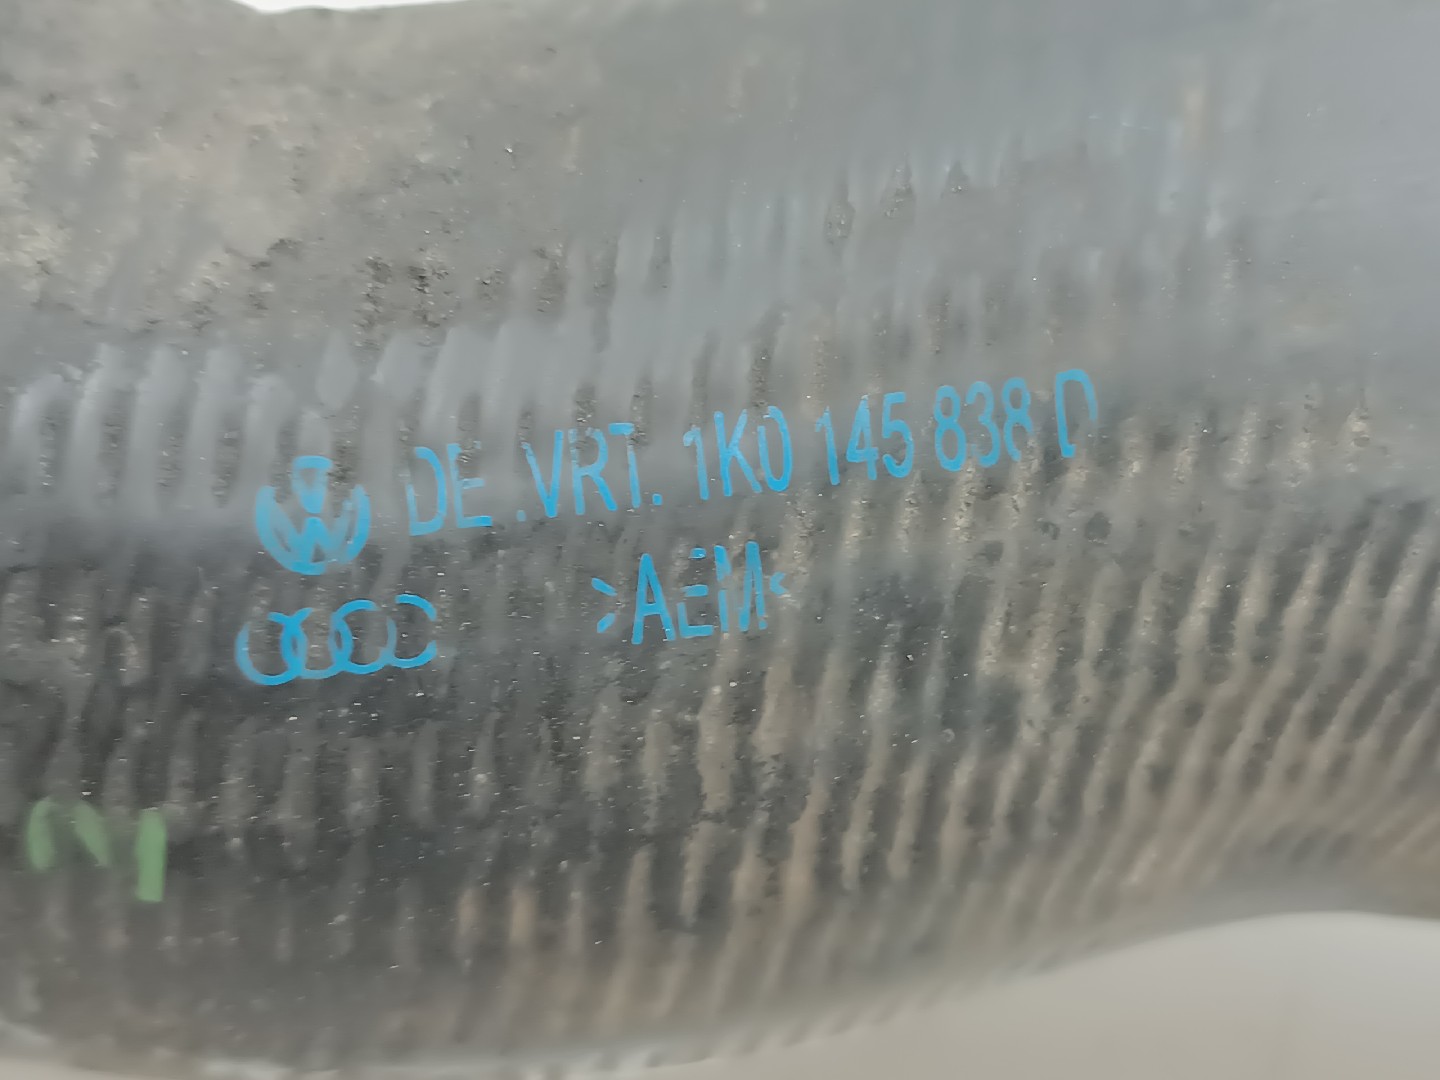 DE .VRT. 1K0 145 838 D
>AEM<